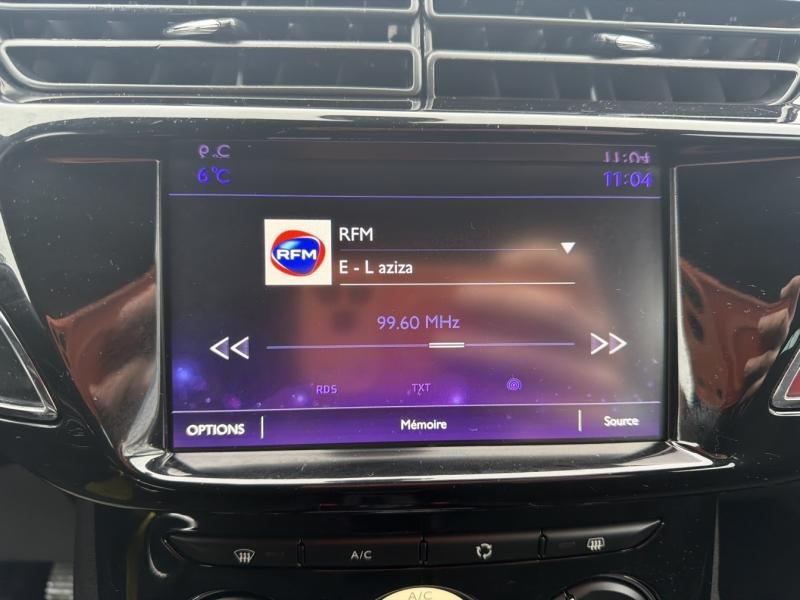 6°C 11:04
RFM
RFM
E - L aziza
99.60 MHz
RDS TXT
OPTIONS Mémoire Source
A/C
A/C